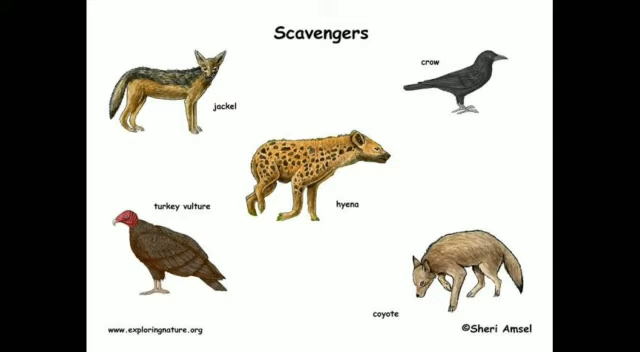 Scavengers
crow
jackel
turkey vulture
hyena
coyote
www.exploringnature.org
©Sheri Amsel